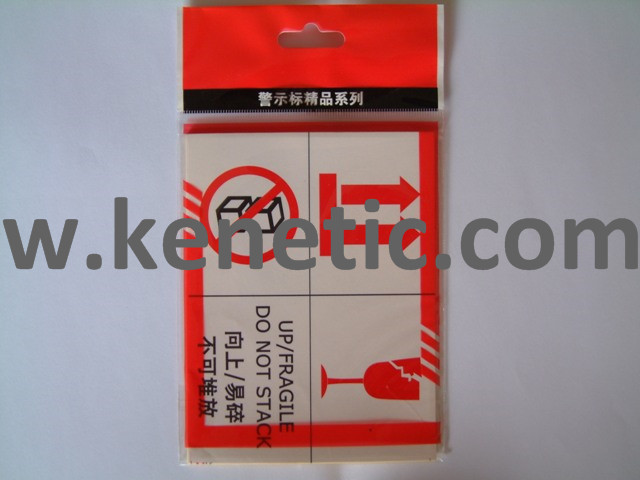 警示标精品系列
w.kenetic.com
UP/FRAGILE
DO NOT STACK
向上/易碎
不可堆放